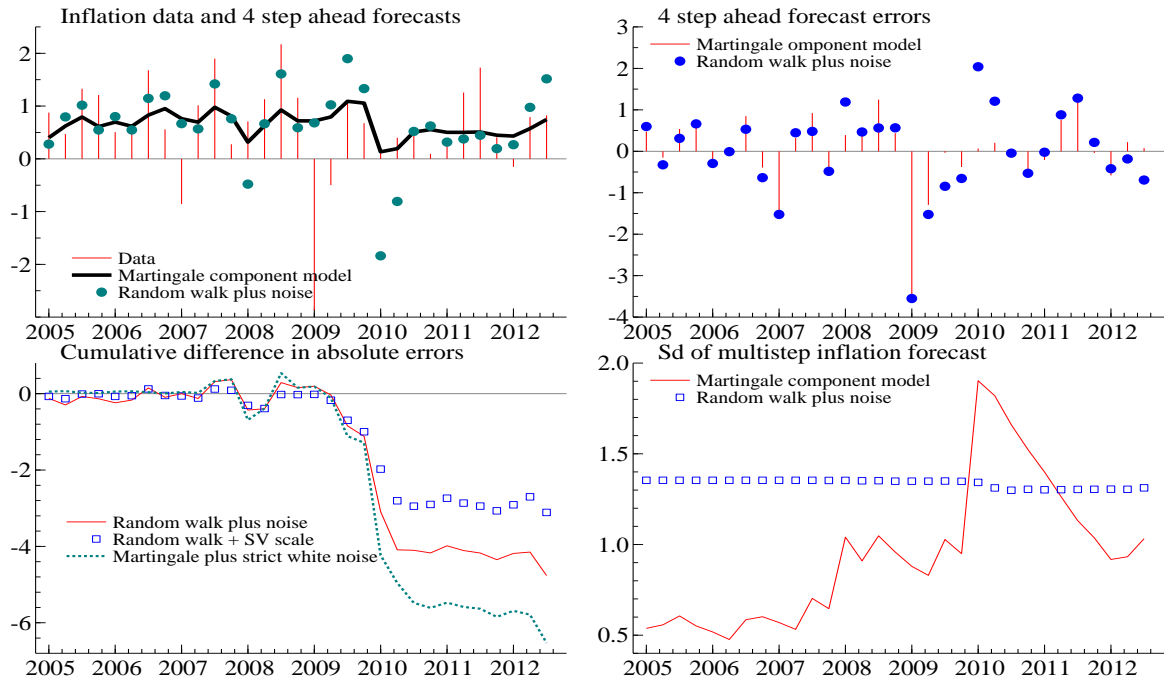 Inflation data and 4 step ahead forecasts
2
1
0
-1
-2
Data
Martingale component model
Random walk plus noise
2005 2006 2007 2008 2009 2010 2011 2012
4 step ahead forecast errors
3
2
1
0
-1
-2
-3
-4
Martingale omponent model
Random walk plus noise
2005 2006 2007 2008 2009 2010 2011 2012
Cumulative difference in absolute errors
0
-2
-4
-6
Random walk plus noise
Random walk + SV scale
Martingale plus strict white noise
2005 2006 2007 2008 2009 2010 2011 2012
Sd of multistep inflation forecast
2.0
1.5
1.0
0.5
Martingale component model
Random walk plus noise
2005 2006 2007 2008 2009 2010 2011 2012